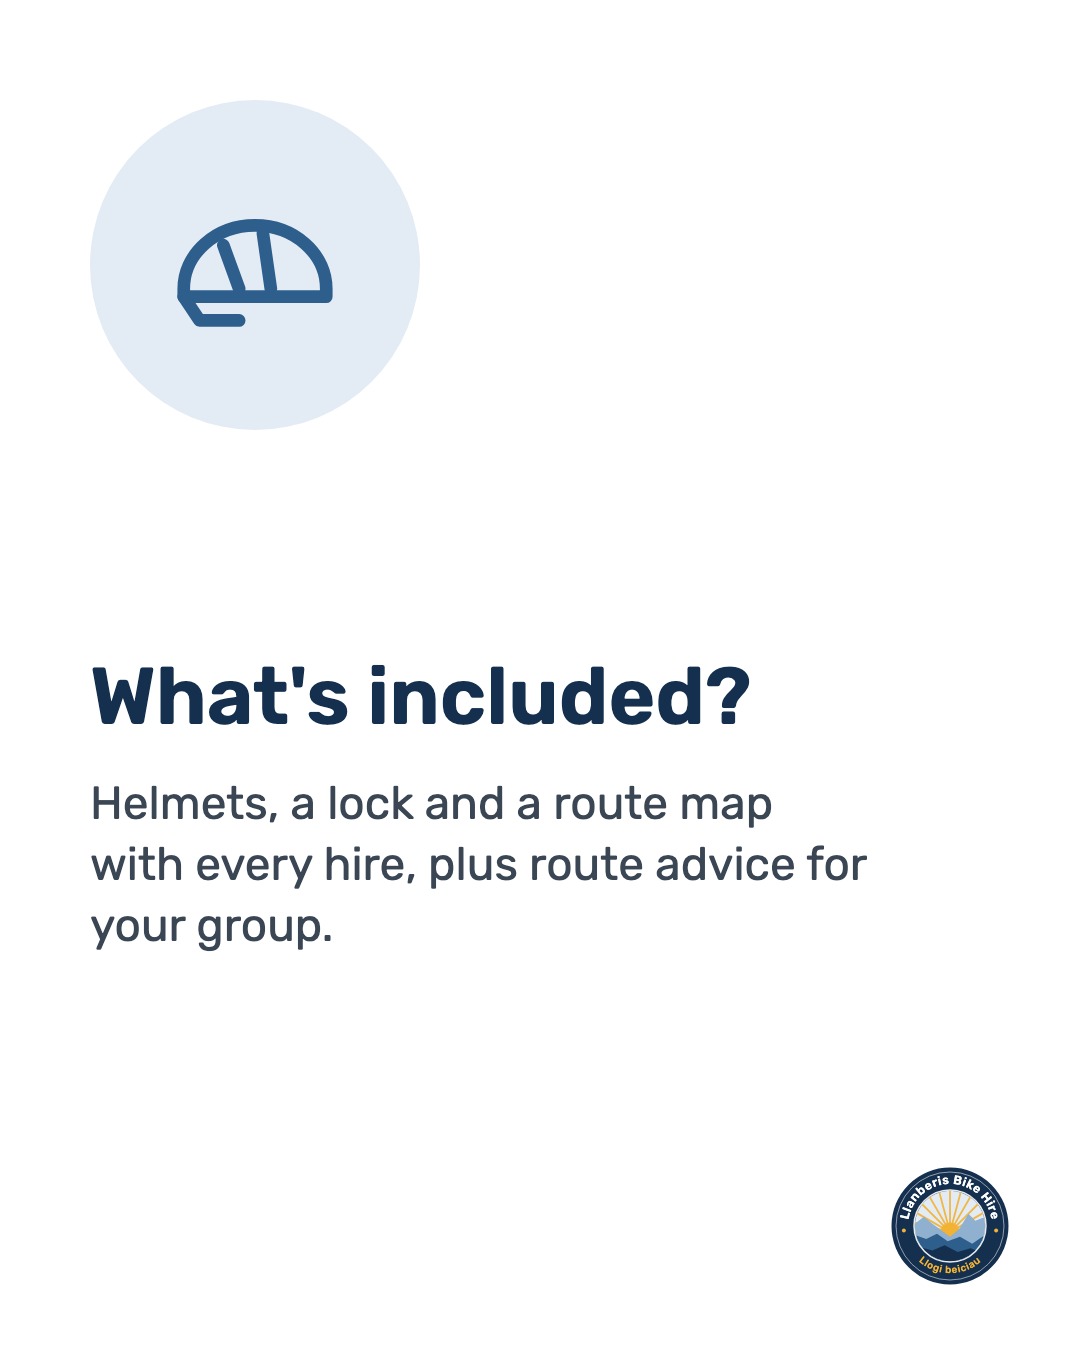 What's included?
Helmets, a lock and a route map
with every hire, plus route advice for
your group.
Llanberis Bike Hire
Llogi beiciau